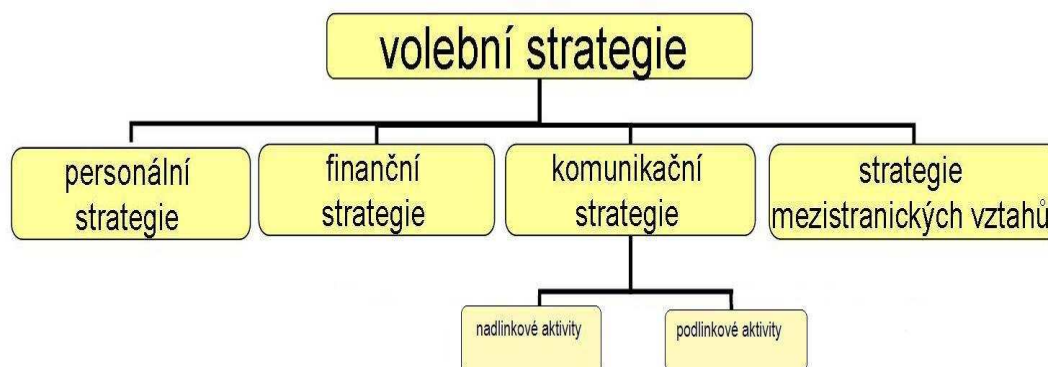 volební strategie
personální
strategie
finanční
strategie
komunikační
strategie
strategie
mezistranických vztahů
nadlinkové aktivity
podlinkové aktivity